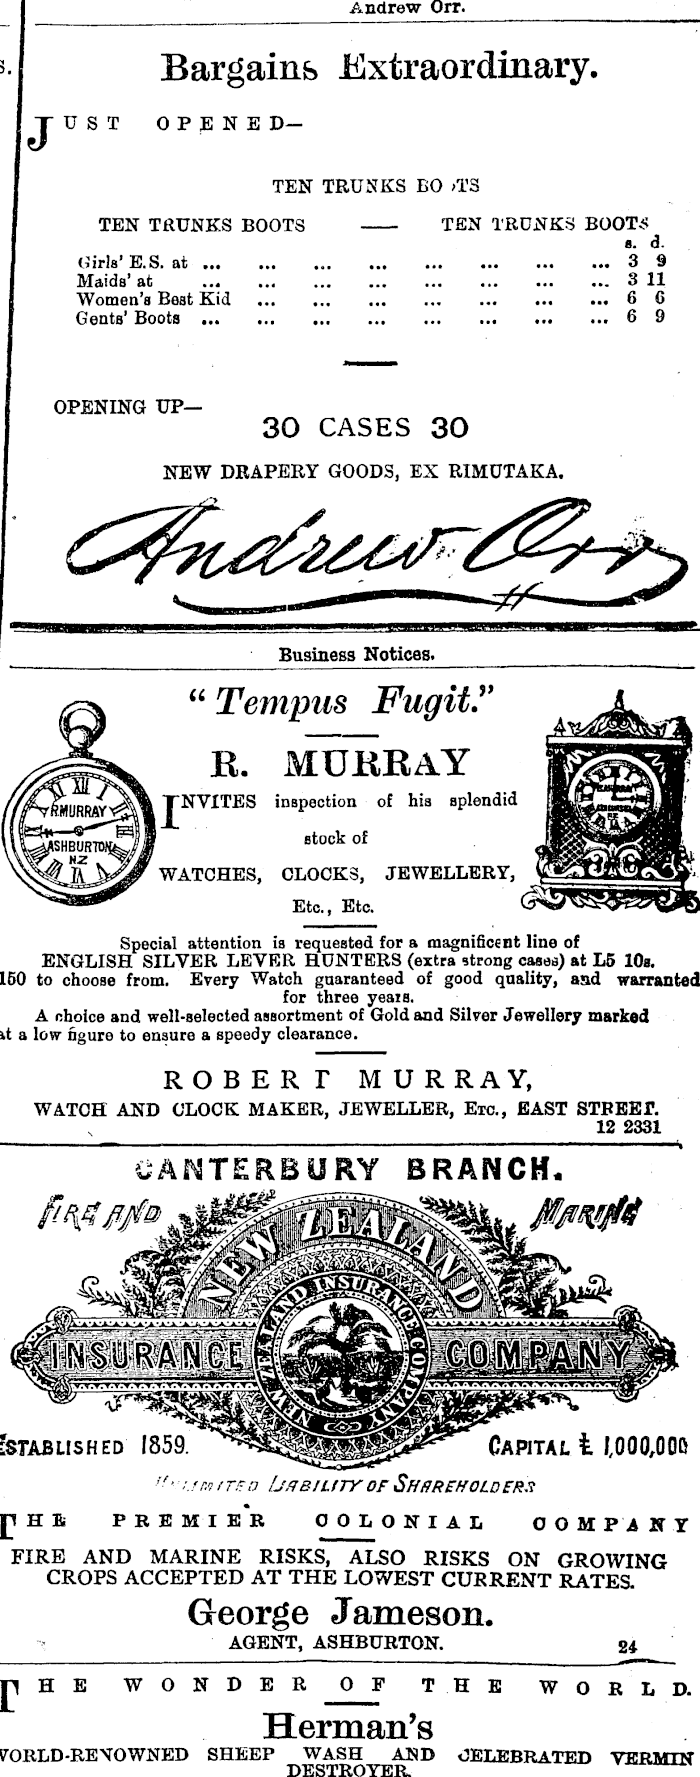 Andrew Orr.
S.
Bargains Extraordinary.
JUST OPENED—
TEN TRUNKS BO TS
TEN TRUNKS BOOTS — TEN TRUNKS BOOTS
s. d.
Girls' E.S. at ... ... ... ... ... ... ... ... 3 9
Maids' at ... ... ... ... ... ... ... ... 3 11
Women's Best Kid ... ... ... ... ... ... ... 6 6
Gents' Boots ... ... ... ... ... ... ... ... 6 9
OPENING UP—
30 CASES 30
NEW DRAPERY GOODS, EX RIMUTAKA.
Andrew Orr
Business Notices.
"Tempus Fugit."
R. MURRAY
R. MURRAY
ASHBURTON
N.Z
INVITES inspection of his splendid
stock of
WATCHES, CLOCKS, JEWELLERY,
Etc., Etc.
Special attention is requested for a magnificent line of
ENGLISH SILVER LEVER HUNTERS (extra strong cases) at L5 10s.
150 to choose from. Every Watch guaranteed of good quality, and warranted
for three years.
A choice and well-selected assortment of Gold and Silver Jewellery marked
at a low figure to ensure a speedy clearance.
ROBERT MURRAY,
WATCH AND CLOCK MAKER, JEWELLER, ETC., EAST STREET.
12 2331
CANTERBURY BRANCH.
FIRE AND MARINE
NEW ZEALAND
INSURANCE COMPANY
NEW ZEALAND INSURANCE COMPANY
ESTABLISHED 1859. CAPITAL £ 1,000,000
UNLIMITED LIABILITY OF SHAREHOLDERS
THE PREMIER COLONIAL COMPANY
FIRE AND MARINE RISKS, ALSO RISKS ON GROWING
CROPS ACCEPTED AT THE LOWEST CURRENT RATES.
George Jameson.
AGENT, ASHBURTON. 24
THE WONDER OF THE WORLD.
Herman's
WORLD-RENOWNED SHEEP WASH AND CELEBRATED VERMIN
DESTROYER